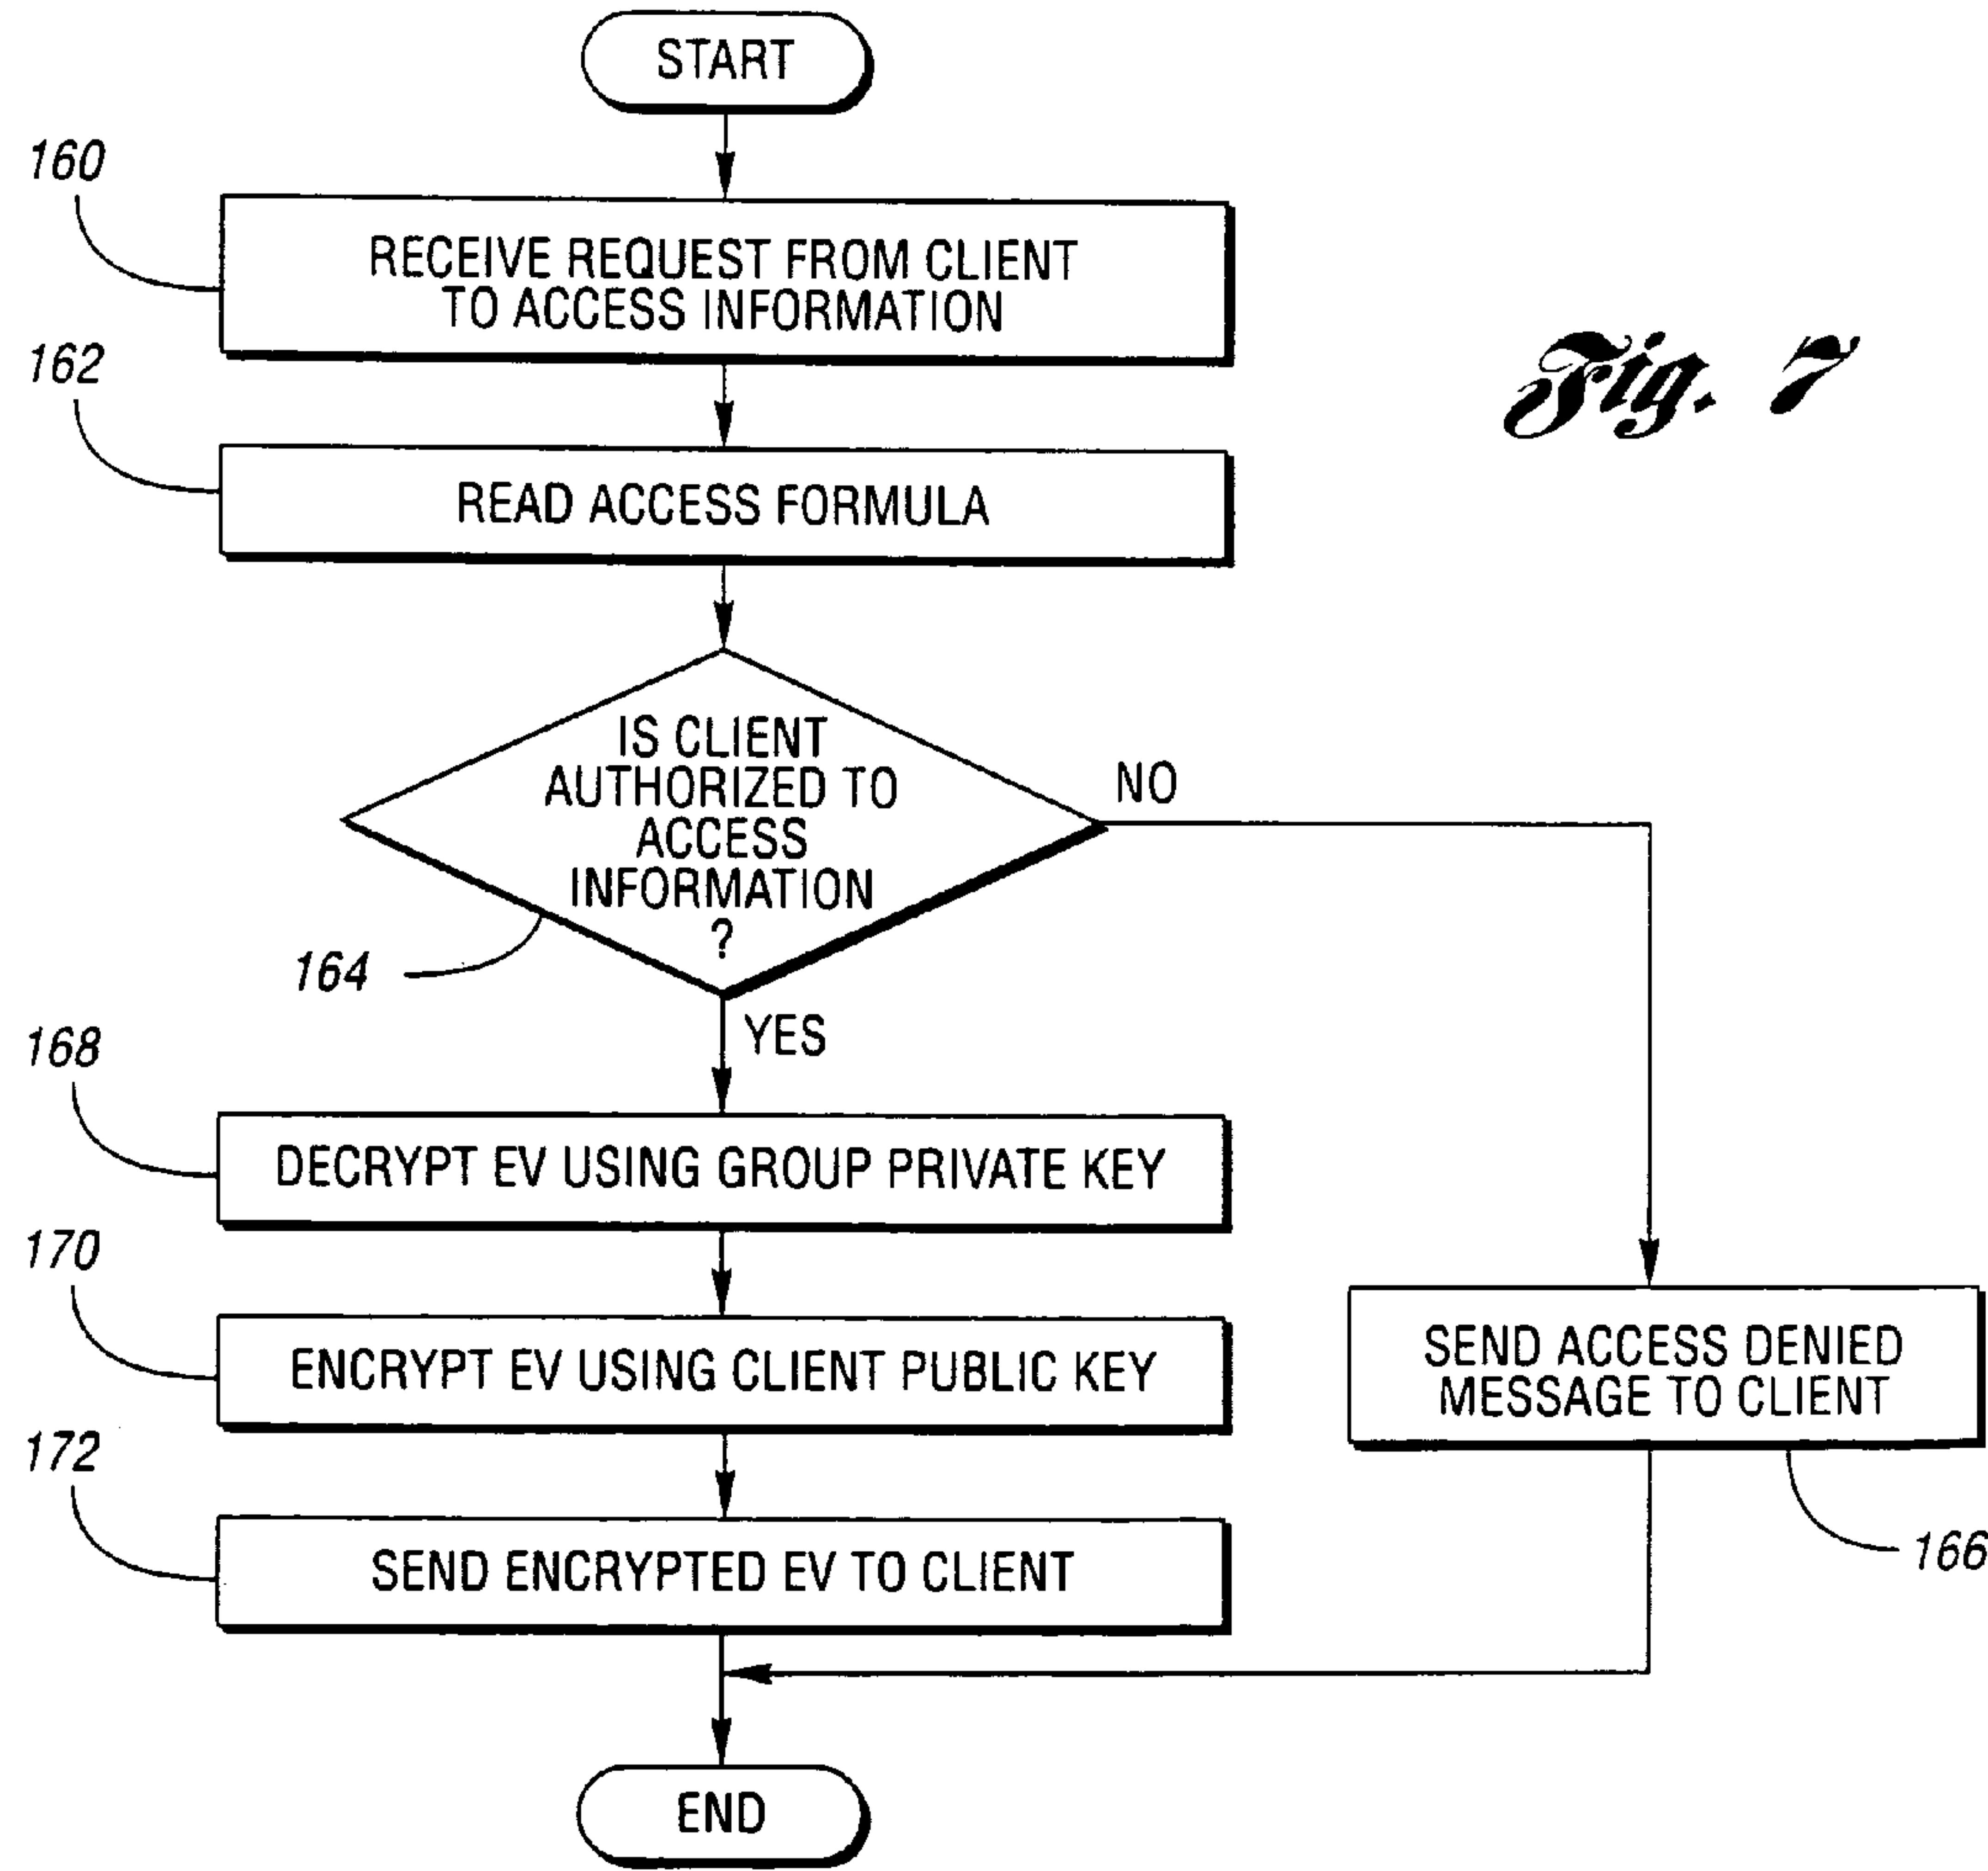 START
160
RECEIVE REQUEST FROM CLIENT
TO ACCESS INFORMATION
162
READ ACCESS FORMULA
Fig. 7
IS CLIENT
AUTHORIZED TO
ACCESS
INFORMATION
?
NO
164
YES
168
DECRYPT EV USING GROUP PRIVATE KEY
170
ENCRYPT EV USING CLIENT PUBLIC KEY
SEND ACCESS DENIED
MESSAGE TO CLIENT
172
SEND ENCRYPTED EV TO CLIENT
166
END